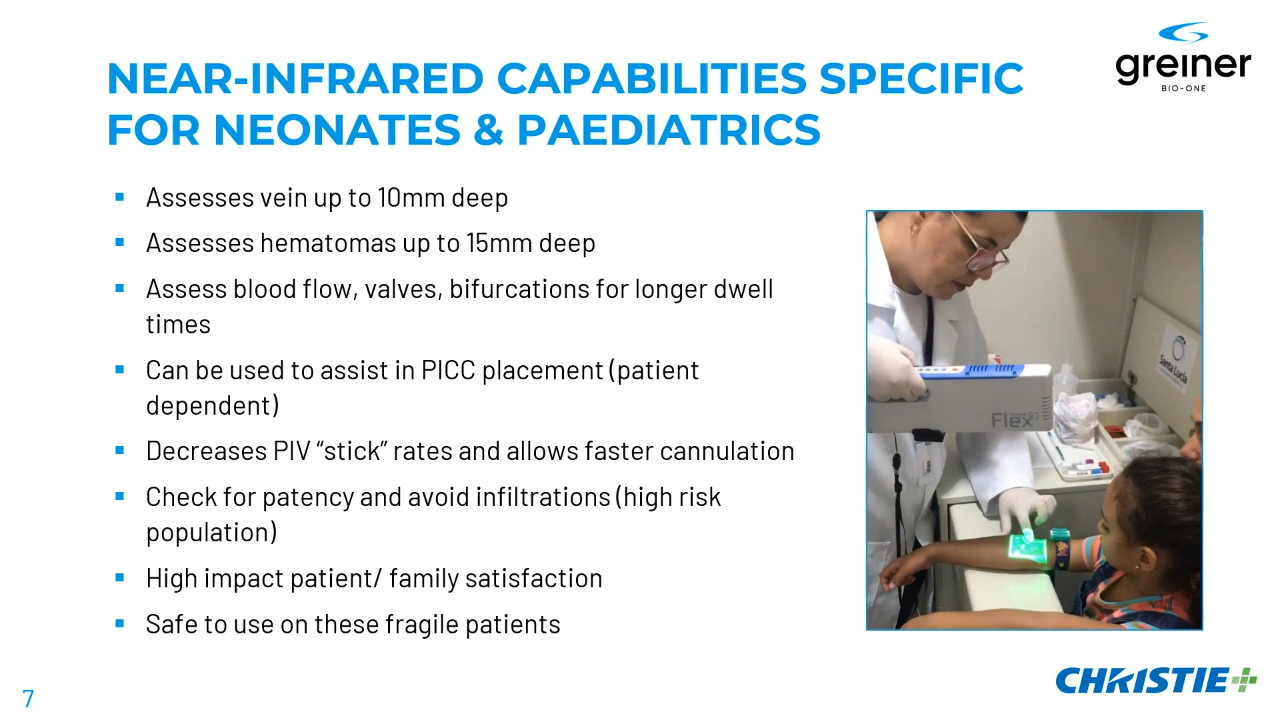 NEAR-INFRARED CAPABILITIES SPECIFIC
FOR NEONATES & PAEDIATRICS
greiner
BIO-ONE
Assesses vein up to 10mm deep
Assesses hematomas up to 15mm deep
Assess blood flow, valves, bifurcations for longer dwell
times
Can be used to assist in PICC placement (patient
dependent)
Decreases PIV “stick” rates and allows faster cannulation
Check for patency and avoid infiltrations (high risk
population)
High impact patient/ family satisfaction
Safe to use on these fragile patients
Santa Lucía
Flex
7
CHRISTIE